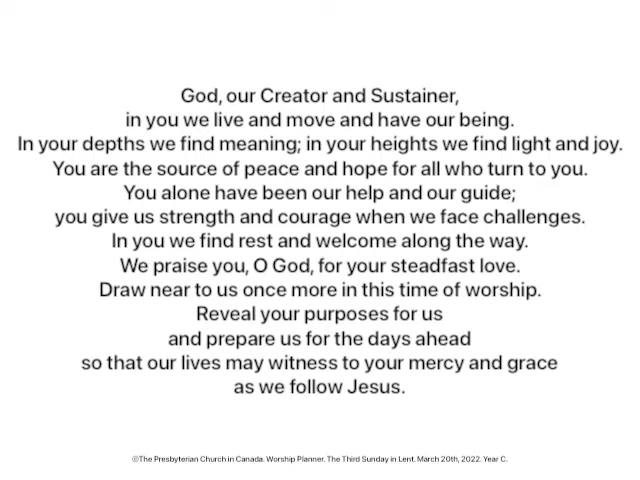 God, our Creator and Sustainer,
in you we live and move and have our being.
In your depths we find meaning; in your heights we find light and joy.
You are the source of peace and hope for all who turn to you.
You alone have been our help and our guide;
you give us strength and courage when we face challenges.
In you we find rest and welcome along the way.
We praise you, O God, for your steadfast love.
Draw near to us once more in this time of worship.
Reveal your purposes for us
and prepare us for the days ahead
so that our lives may witness to your mercy and grace
as we follow Jesus.
©The Presbyterian Church in Canada. Worship Planner. The Third Sunday in Lent. March 20th, 2022. Year C.